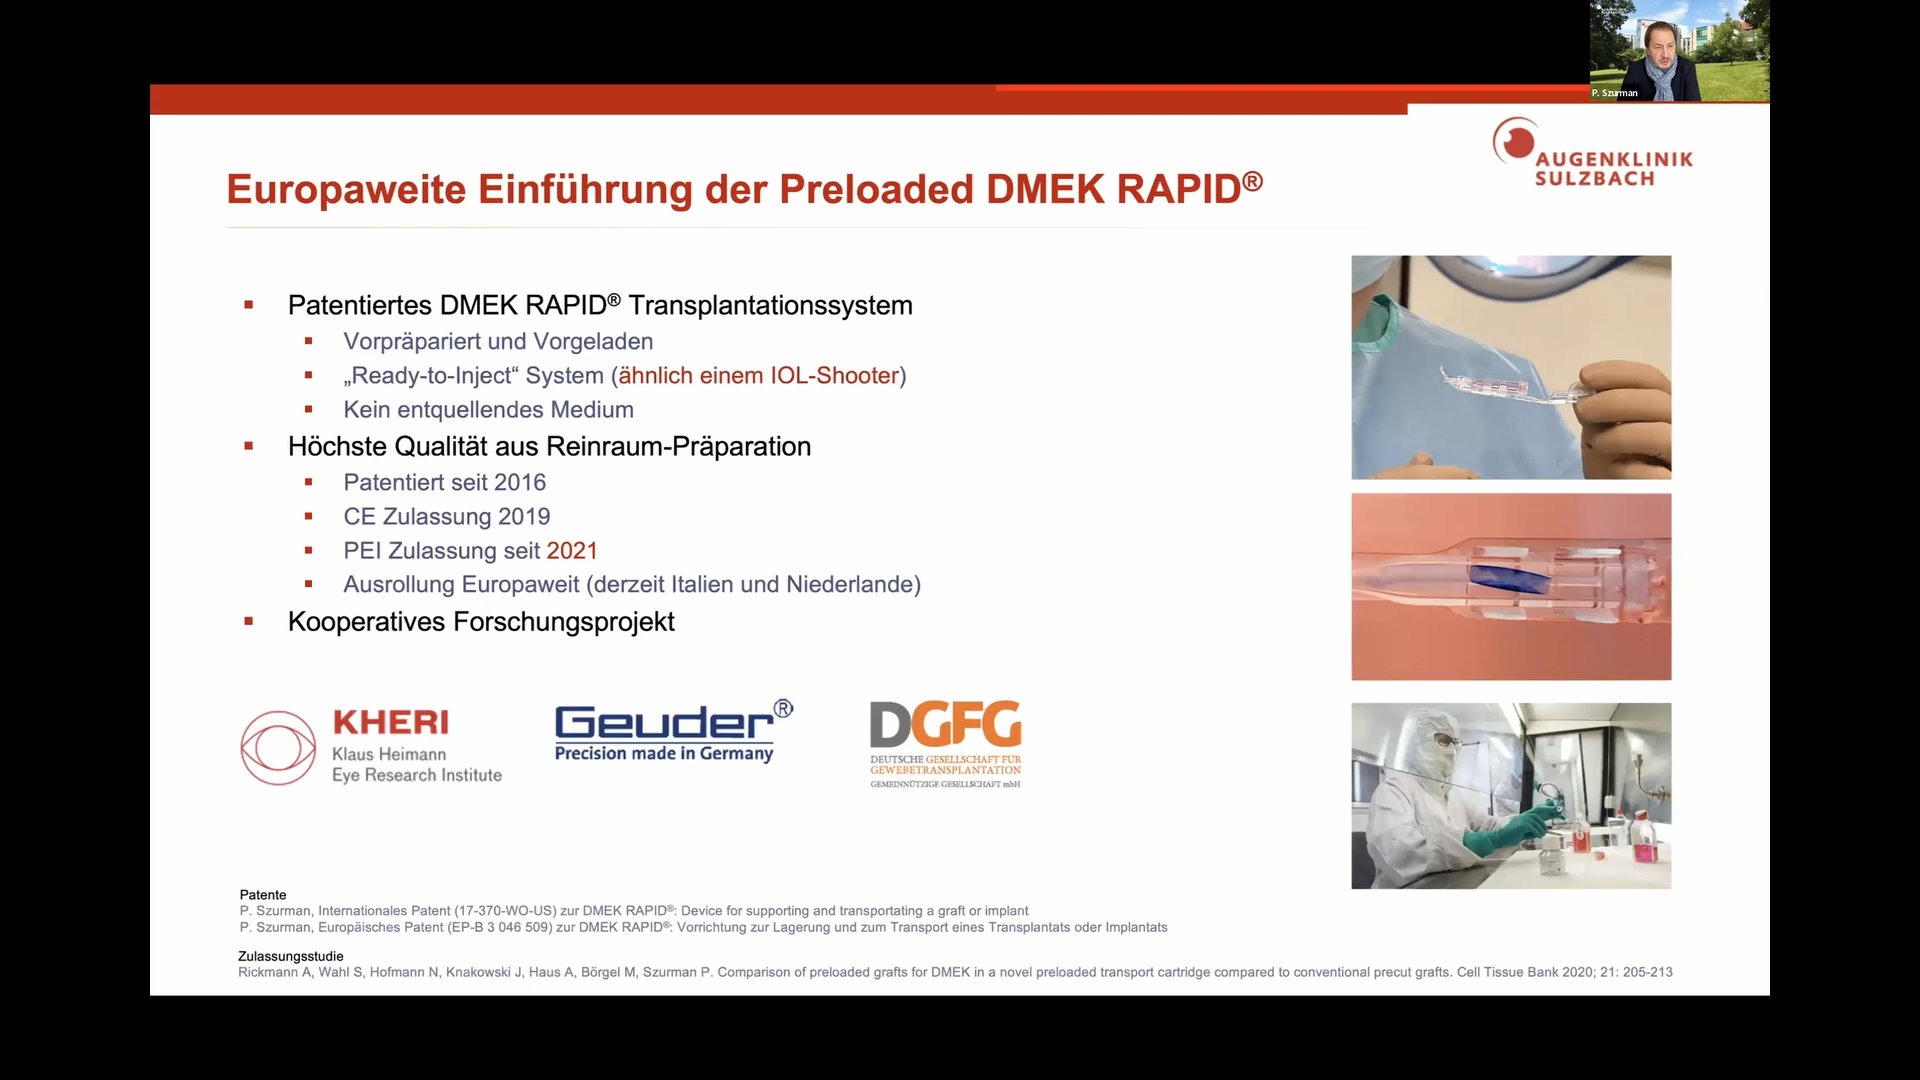 P. Szurman
AUGENKLINIK
SULZBACH
Europaweite Einführung der Preloaded DMEK RAPID®
Patentiertes DMEK RAPID® Transplantationssystem
Vorpräpariert und Vorgeladen
„Ready-to-Inject“ System (ähnlich einem IOL-Shooter)
Kein entquellendes Medium
Höchste Qualität aus Reinraum-Präparation
Patentiert seit 2016
CE Zulassung 2019
PEI Zulassung seit 2021
Ausrollung Europaweit (derzeit Italien und Niederlande)
Kooperatives Forschungsprojekt
KHERI
Klaus Heimann
Eye Research Institute
Geuder®
Precision made in Germany
DGFG
DEUTSCHE GESELLSCHAFT FÜR
GEWEBETRANSPLANTATION
GEMEINNÜTZIGE GESELLSCHAFT mbH
Patente
P. Szurman, Internationales Patent (17-370-WO-US) zur DMEK RAPID®: Device for supporting and transportating a graft or implant
P. Szurman, Europäisches Patent (EP-B 3 046 509) zur DMEK RAPID®: Vorrichtung zur Lagerung und zum Transport eines Transplantats oder Implantats
Zulassungsstudie
Rickmann A, Wahl S, Hofmann N, Knakowski J, Haus A, Börgel M, Szurman P. Comparison of preloaded grafts for DMEK in a novel preloaded transport cartridge compared to conventional precut grafts. Cell Tissue Bank 2020; 21: 205-213